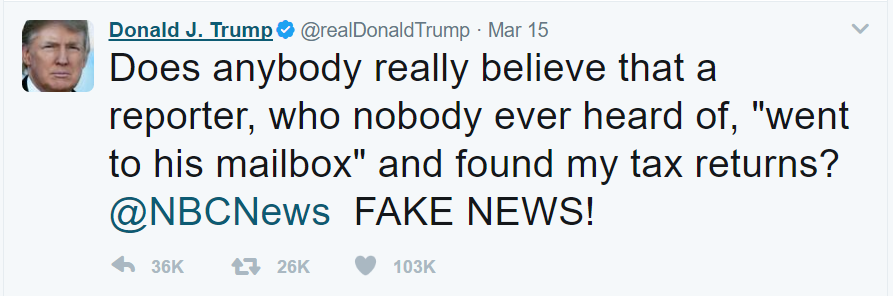 Donald J. Trump @realDonaldTrump · Mar 15
Does anybody really believe that a
reporter, who nobody ever heard of, "went
to his mailbox" and found my tax returns?
@NBCNews  FAKE NEWS!
36K 26K 103K